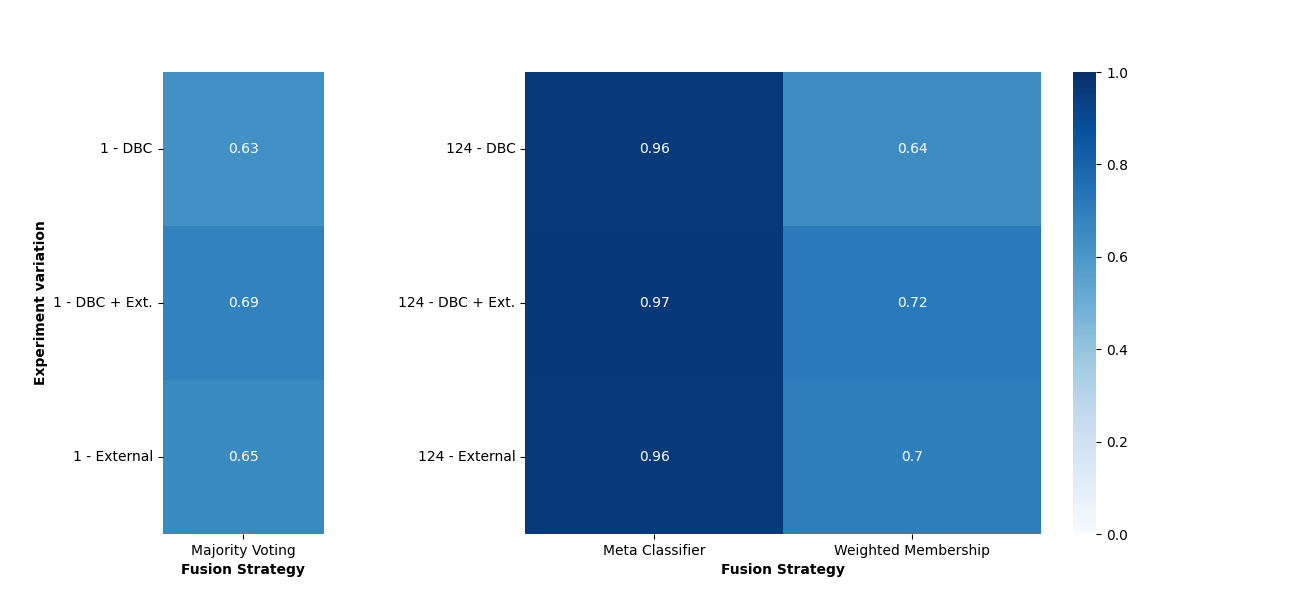 Experiment variation
1 - DBC
1 - DBC + Ext.
1 - External
0.63
0.69
0.65
Majority Voting
Fusion Strategy
124 - DBC
124 - DBC + Ext.
124 - External
0.96 0.64
0.97 0.72
0.96 0.7
Meta Classifier Weighted Membership
Fusion Strategy
1.0
0.8
0.6
0.4
0.2
0.0